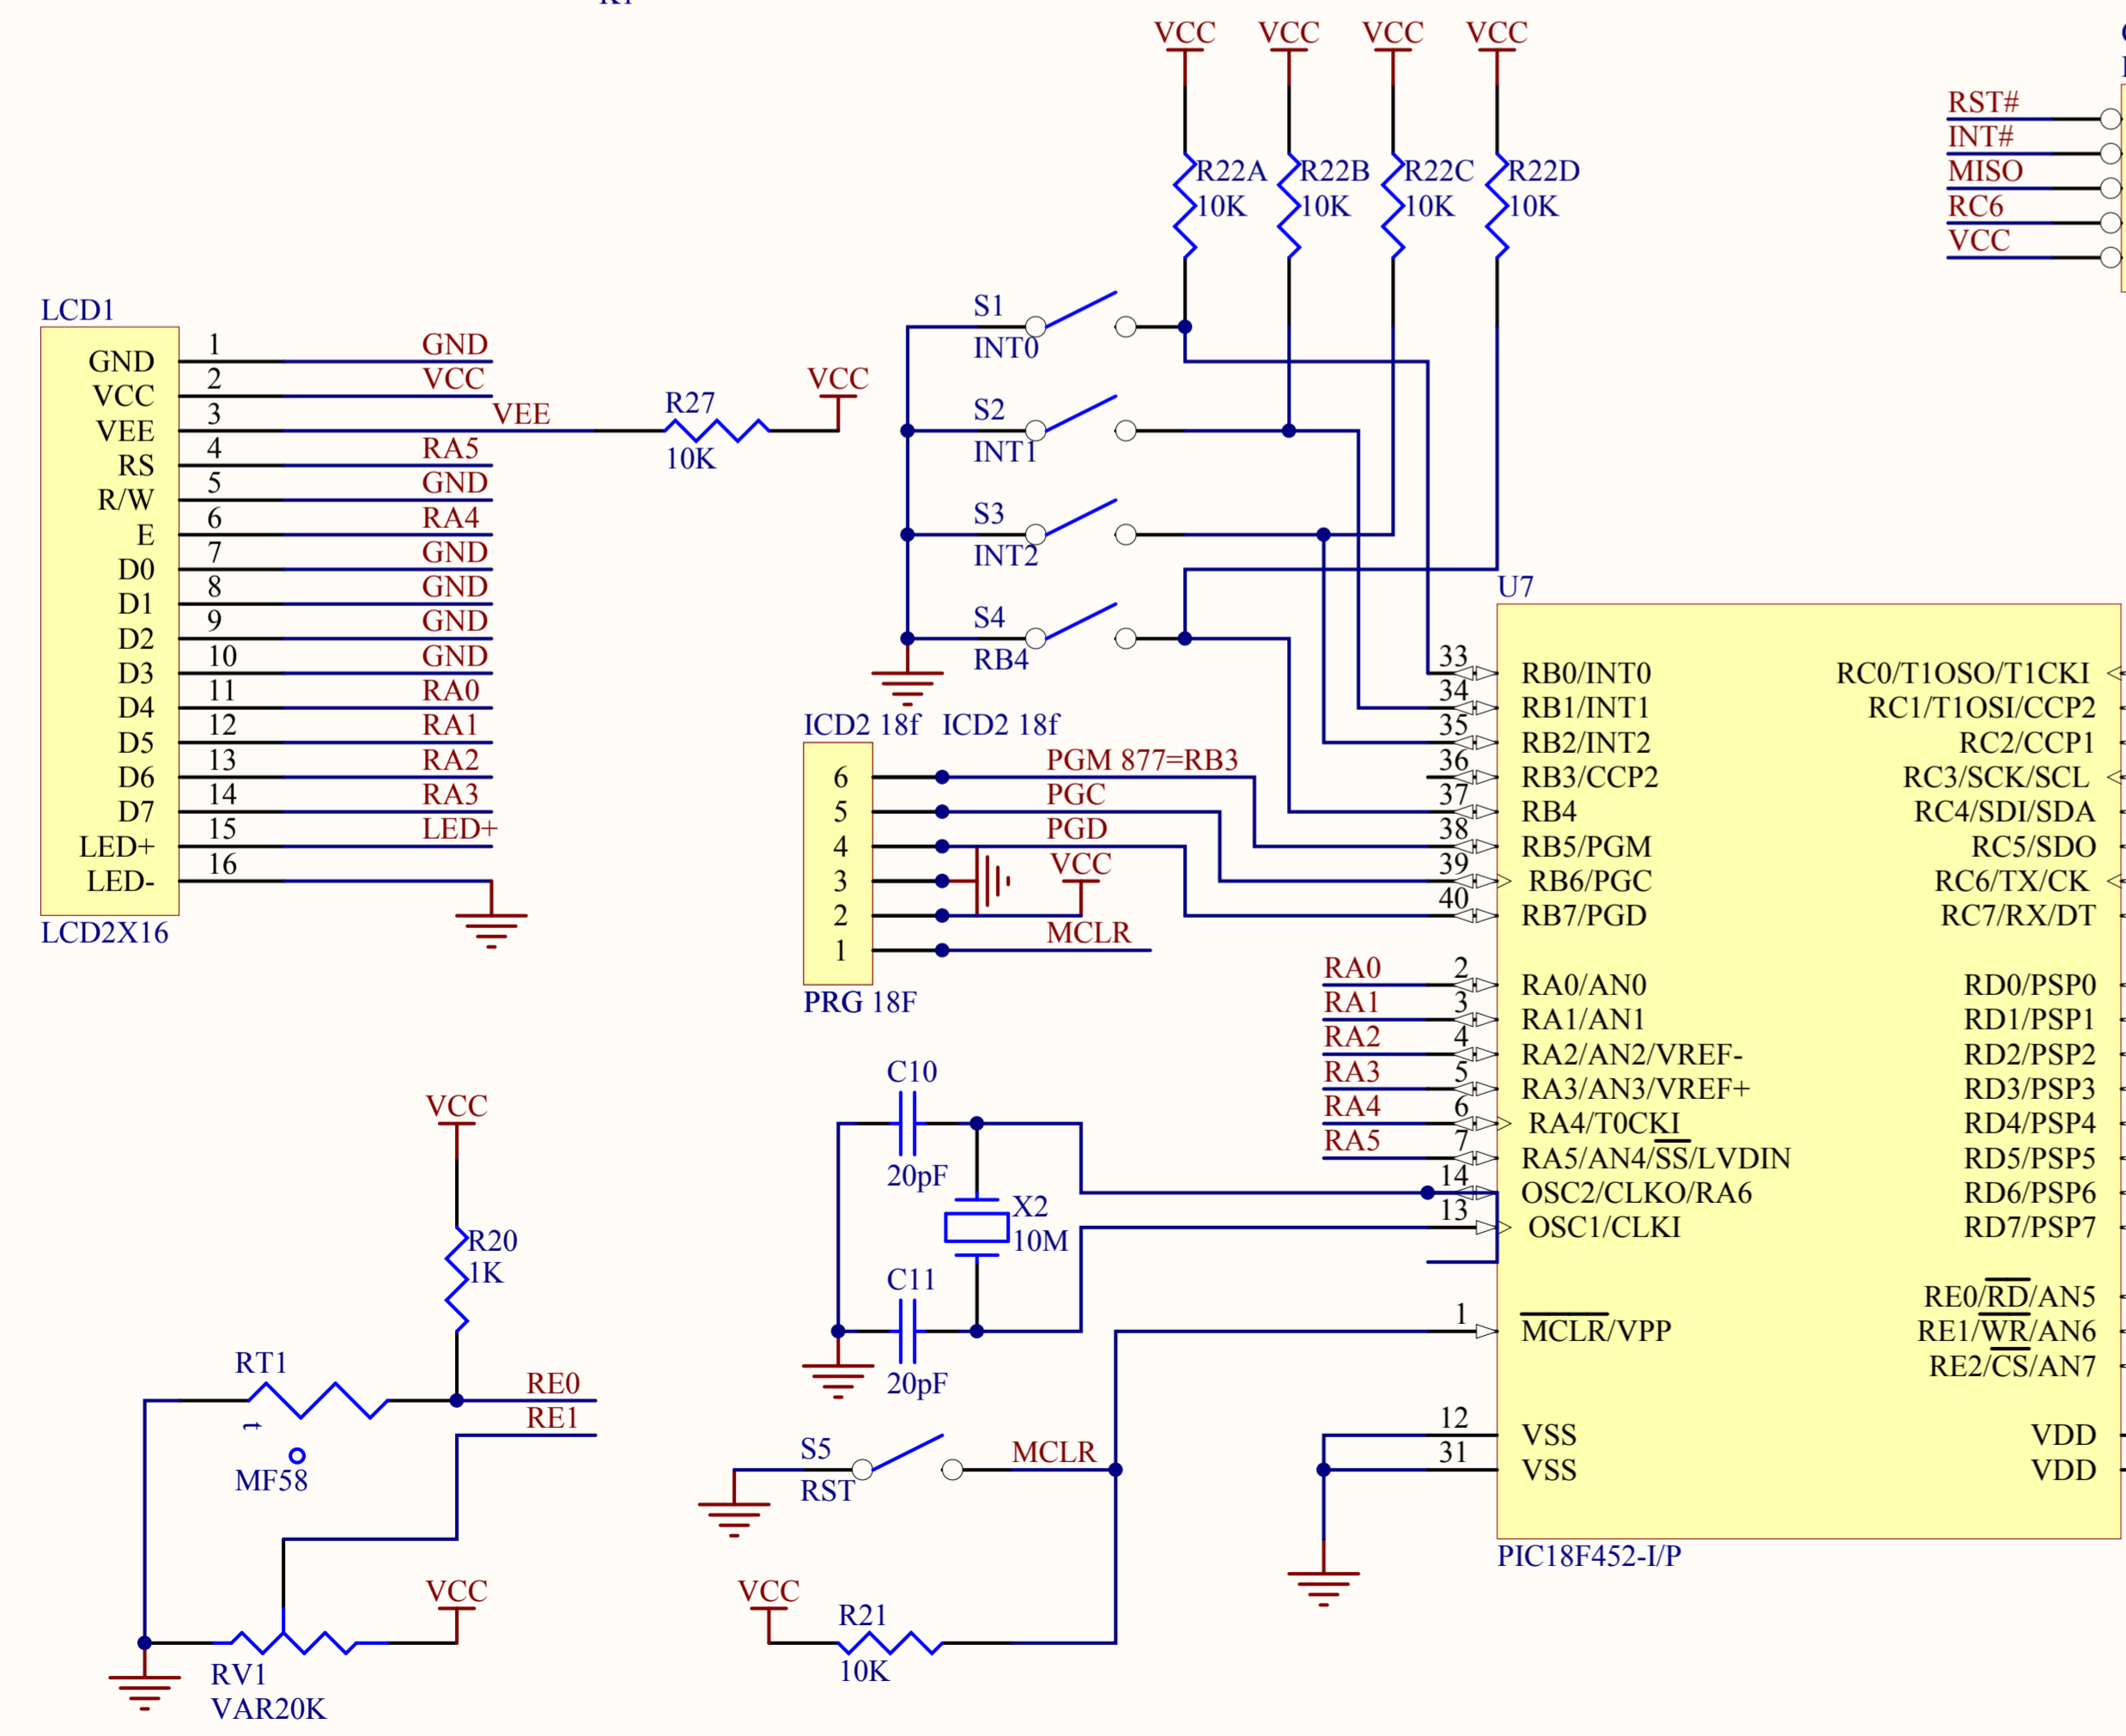 VCC VCC VCC VCC
RST#
INT#
MISO
RC6
VCC
R22A R22B R22C R22D
10K 10K 10K 10K
LCD1
GND 1 GND
VCC 2 VCC
VEE 3 VEE
RS 4 RA5
R/W 5 GND
E 6 RA4
D0 7 GND
D1 8 GND
D2 9 GND
D3 10 GND
D4 11 RA0
D5 12 RA1
D6 13 RA2
D7 14 RA3
LED+ 15 LED+
LED- 16
LCD2X16
R27
10K
VCC
S1
INT0
S2
INT1
S3
INT2
S4
RB4
ICD2 18f ICD2 18f
6 PGM 877=RB3
5 PGC
4 PGD
3 VCC
2
1 MCLR
PRG 18F
U7
33 RB0/INT0 RC0/T1OSO/T1CKI
34 RB1/INT1 RC1/T1OSI/CCP2
35 RB2/INT2 RC2/CCP1
36 RB3/CCP2 RC3/SCK/SCL
37 RB4 RC4/SDI/SDA
38 RB5/PGM RC5/SDO
39 RB6/PGC RC6/TX/CK
40 RB7/PGD RC7/RX/DT
RA0 2 RA0/AN0 RD0/PSP0
RA1 3 RA1/AN1 RD1/PSP1
RA2 4 RA2/AN2/VREF- RD2/PSP2
RA3 5 RA3/AN3/VREF+ RD3/PSP3
RA4 6 RA4/T0CKI RD4/PSP4
RA5 7 RA5/AN4/SS/LVDIN RD5/PSP5
14 OSC2/CLKO/RA6 RD6/PSP6
13 OSC1/CLKI RD7/PSP7
RE0/RD/AN5
1 MCLR/VPP RE1/WR/AN6
RE2/CS/AN7
12 VSS VDD
31 VSS VDD
PIC18F452-I/P
C10
20pF
X2
10M
C11
20pF
S5
RST
MCLR
VCC
R21
10K
VCC
R20
1K
RT1
t
MF58
RE0
RE1
VCC
RV1
VAR20K